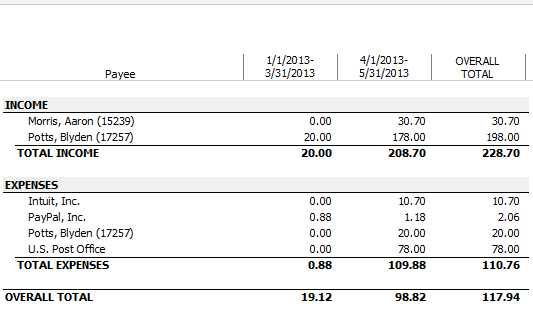 Payee 1/1/2013-3/31/2013 4/1/2013-5/31/2013 OVERALL TOTAL
INCOME
Morris, Aaron (15239) 0.00 30.70 30.70
Potts, Blyden (17257) 20.00 178.00 198.00
TOTAL INCOME 20.00 208.70 228.70
EXPENSES
Intuit, Inc. 0.00 10.70 10.70
PayPal, Inc. 0.88 1.18 2.06
Potts, Blyden (17257) 0.00 20.00 20.00
U.S. Post Office 0.00 78.00 78.00
TOTAL EXPENSES 0.88 109.88 110.76
OVERALL TOTAL 19.12 98.82 117.94